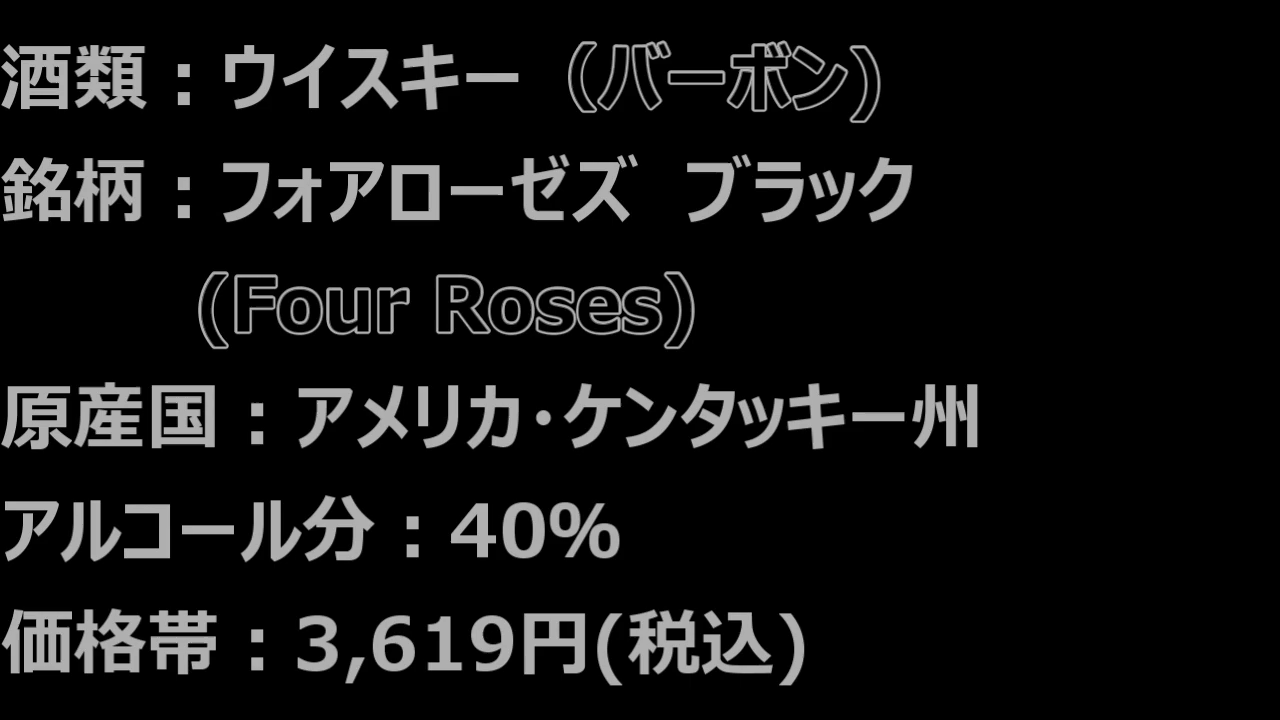 酒類：ウイスキー（バーボン)
銘柄：フォアローゼズ　ブラック
(Four Roses)
原産国：アメリカ・ケンタッキー州
アルコール分：40%
価格帯：3,619円(税込)